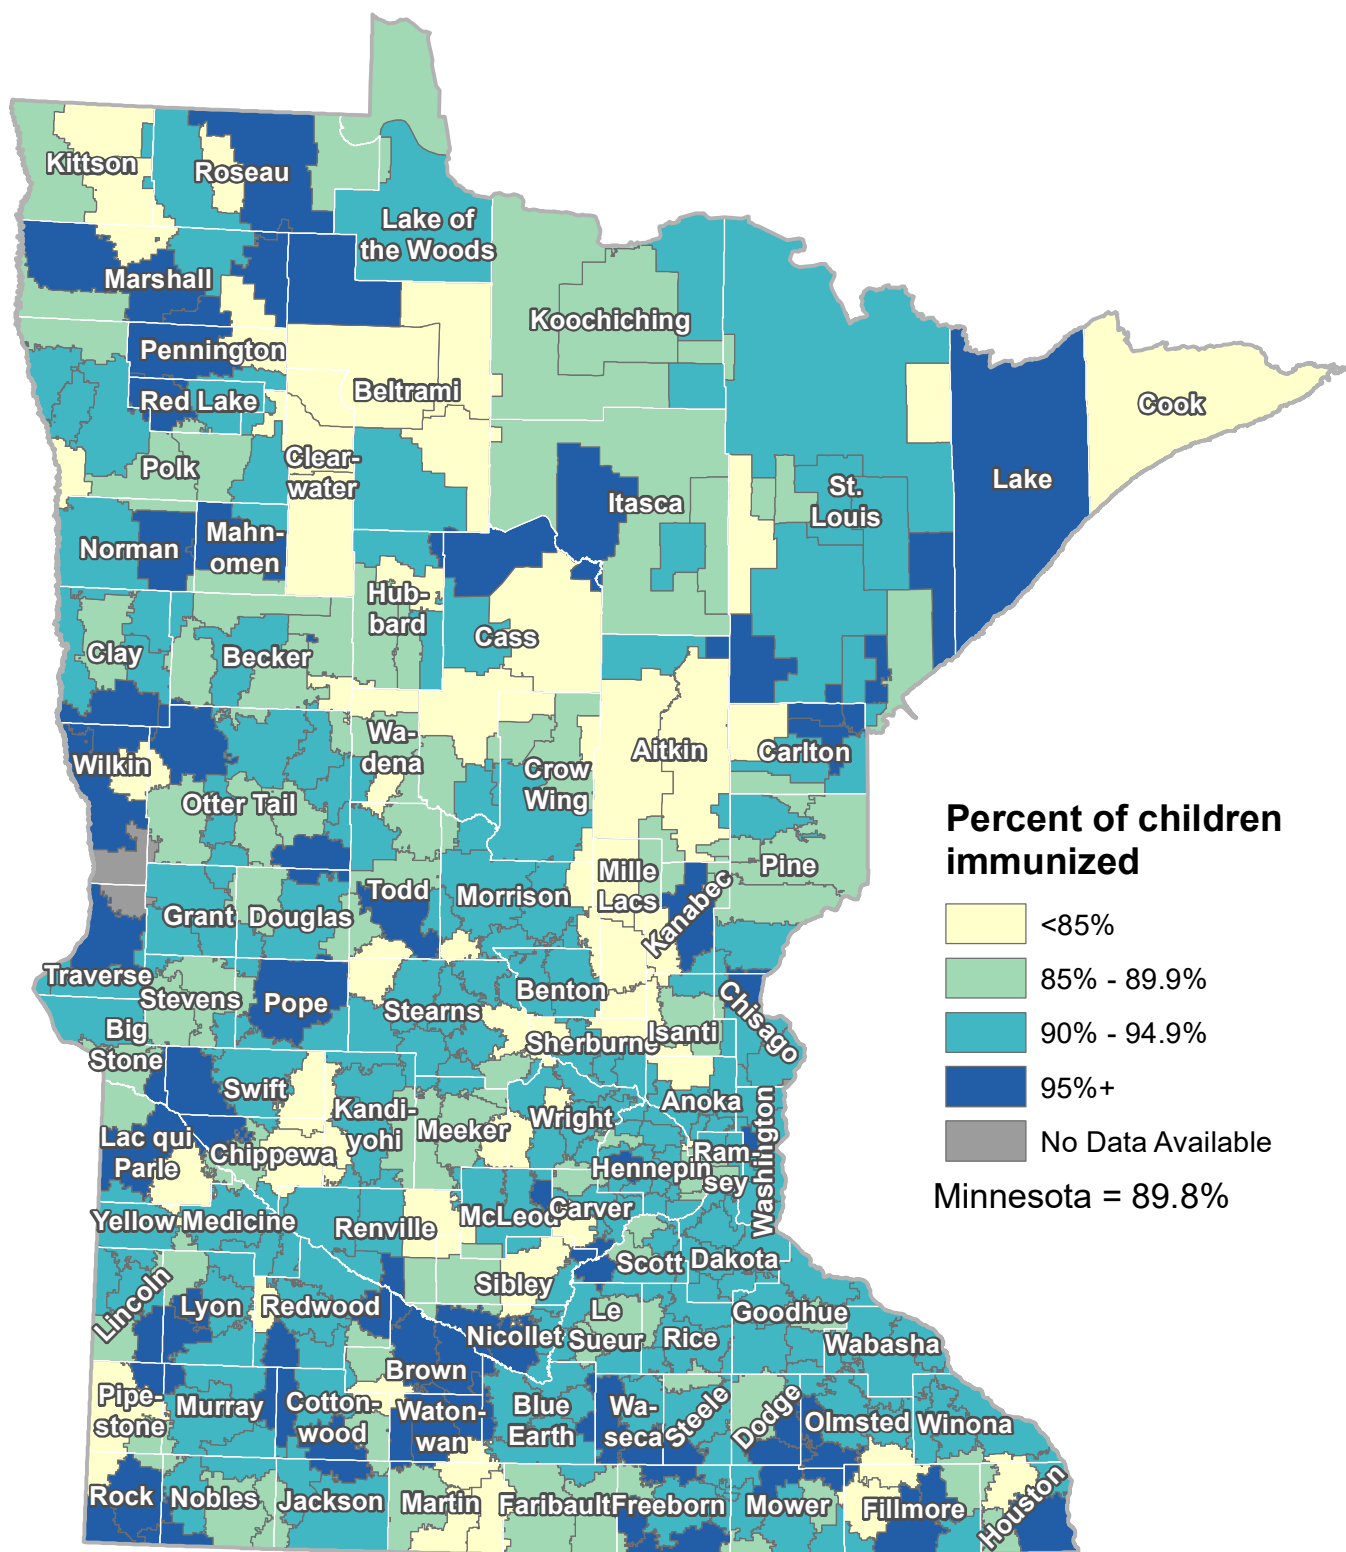 Kittson
Roseau
Lake of
the Woods
Marshall
Koochiching
Pennington
Beltrami
Red Lake
Cook
Polk
Clear-
water
Lake
Itasca
St.
Louis
Norman
Mahn-
omen
Hub-
bard
Cass
Clay
Becker
Wilkin
Wa-
dena
Crow
Wing
Aitkin
Carlton
Otter Tail
Pine
Mille
Lacs
Kanabec
Todd
Morrison
Grant
Douglas
Traverse
Stevens
Pope
Stearns
Benton
Chisago
Big
Stone
Sherburne
Isanti
Swift
Kandi-
yohi
Wright
Anoka
Washington
Lac qui
Parle
Chippewa
Meeker
Hennepin
Ram-
sey
Yellow Medicine
Renville
McLeod
Carver
Scott
Dakota
Sibley
Lincoln
Lyon
Redwood
Nicollet
Le
Sueur
Rice
Goodhue
Wabasha
Brown
Pipe-
stone
Murray
Cotton-
wood
Waton-
wan
Blue
Earth
Wa-
seca
Steele
Dodge
Olmsted
Winona
Rock
Nobles
Jackson
Martin
Faribault
Freeborn
Mower
Fillmore
Houston
Percent of children
immunized
<85%
85% - 89.9%
90% - 94.9%
95%+
No Data Available
Minnesota = 89.8%